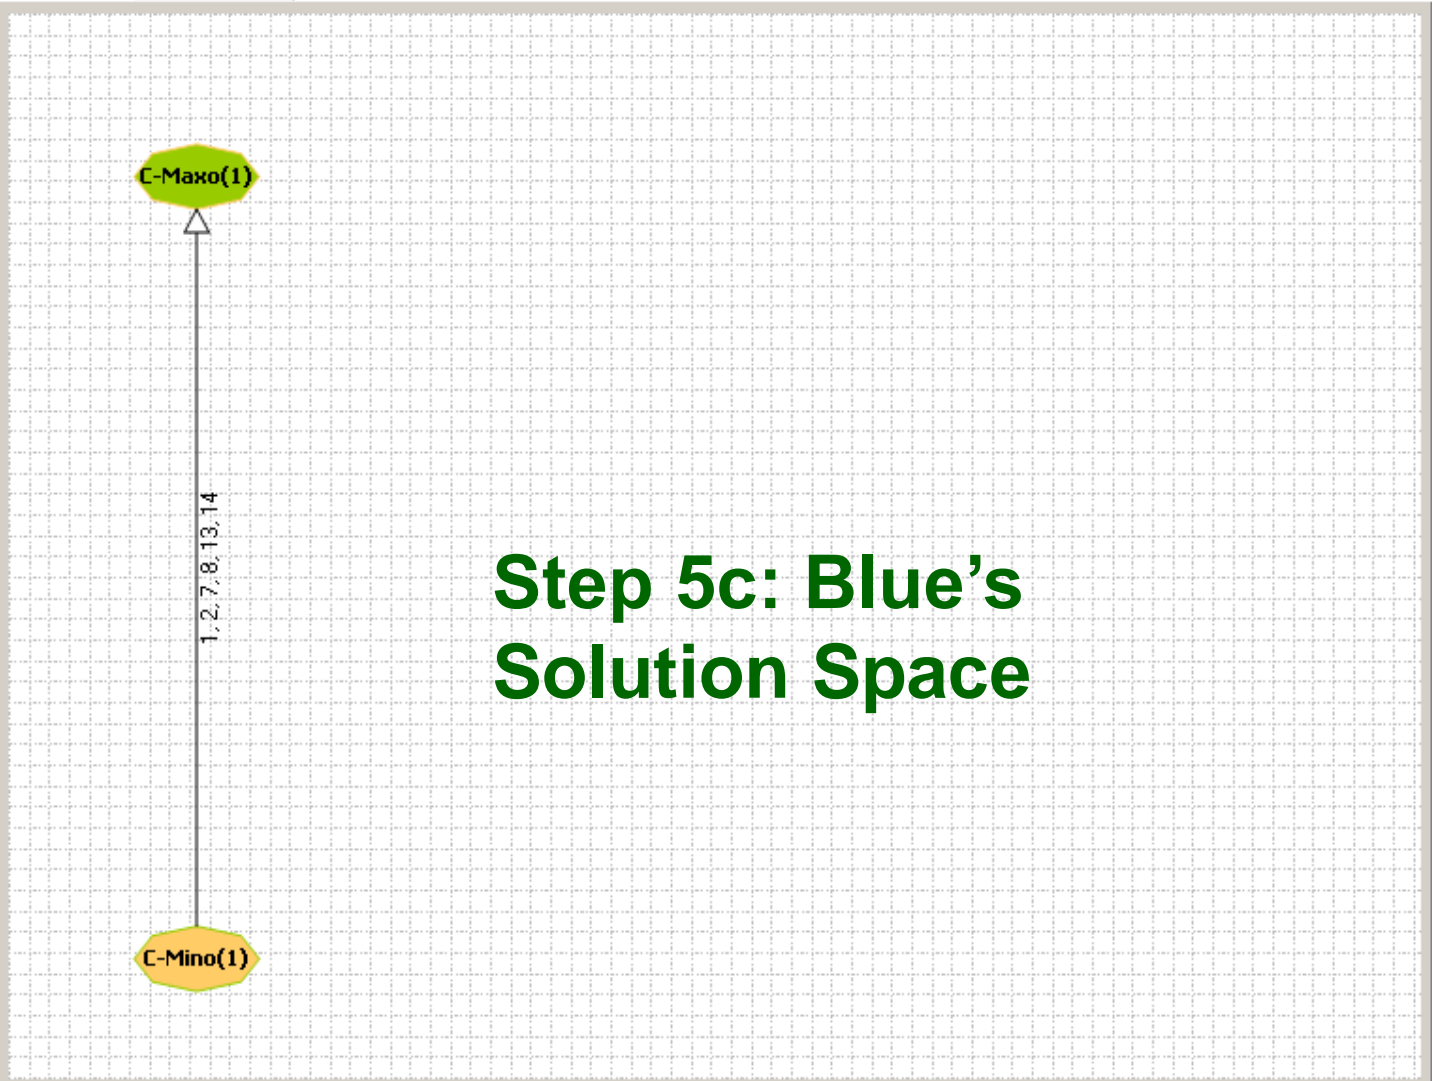 C-Maxo(1)
1, 2, 7, 8, 13, 14
Step 5c: Blue’s
Solution Space
C-Mino(1)